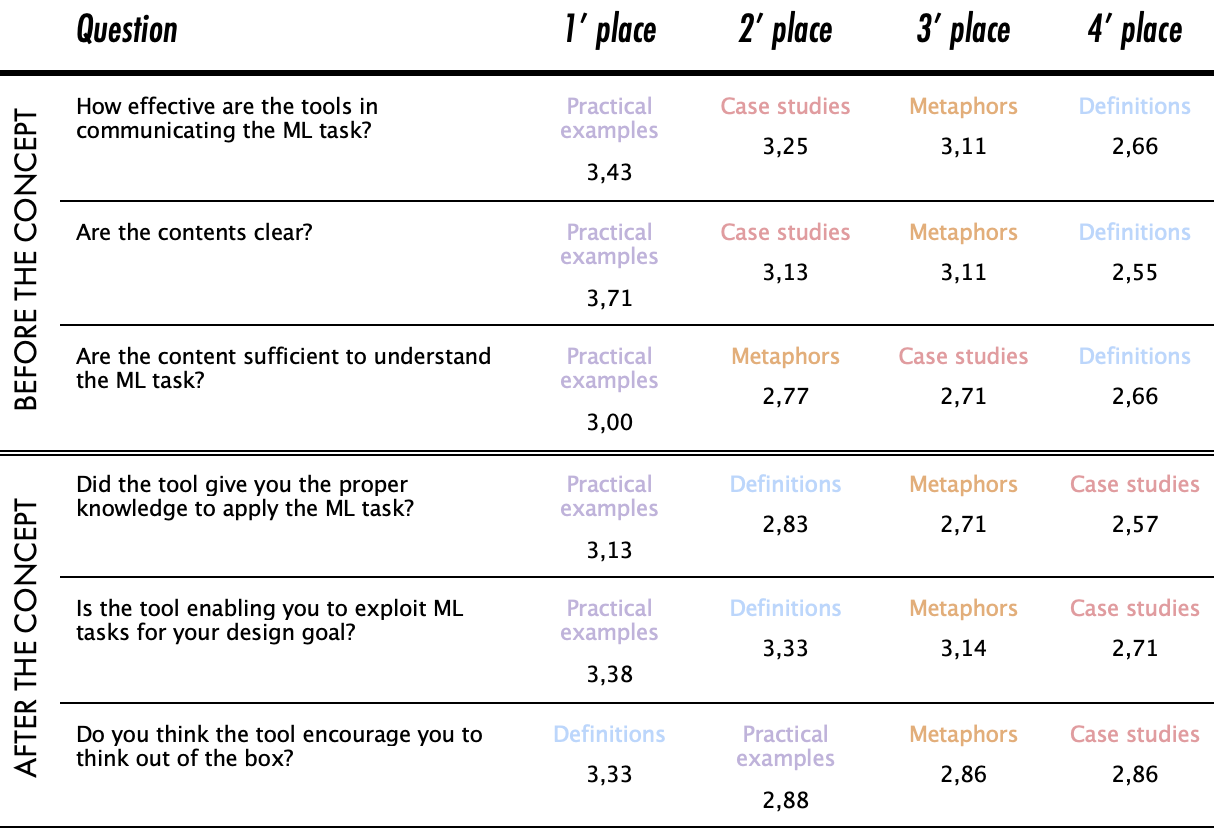 Question 1’ place 2’ place 3’ place 4’ place
BEFORE THE CONCEPT
How effective are the tools in Practical Case studies Metaphors Definitions
communicating the ML task? examples
3,43 3,25 3,11 2,66
Are the contents clear? Practical Case studies Metaphors Definitions
examples
3,71 3,13 3,11 2,55
Are the content sufficient to understand Practical Metaphors Case studies Definitions
the ML task? examples
3,00 2,77 2,71 2,66
AFTER THE CONCEPT
Did the tool give you the proper Practical Definitions Metaphors Case studies
knowledge to apply the ML task? examples
3,13 2,83 2,71 2,57
Is the tool enabling you to exploit ML Practical Definitions Metaphors Case studies
tasks for your design goal? examples
3,38 3,33 3,14 2,71
Do you think the tool encourage you to Definitions Practical Metaphors Case studies
think out of the box? examples
3,33 2,88 2,86 2,86